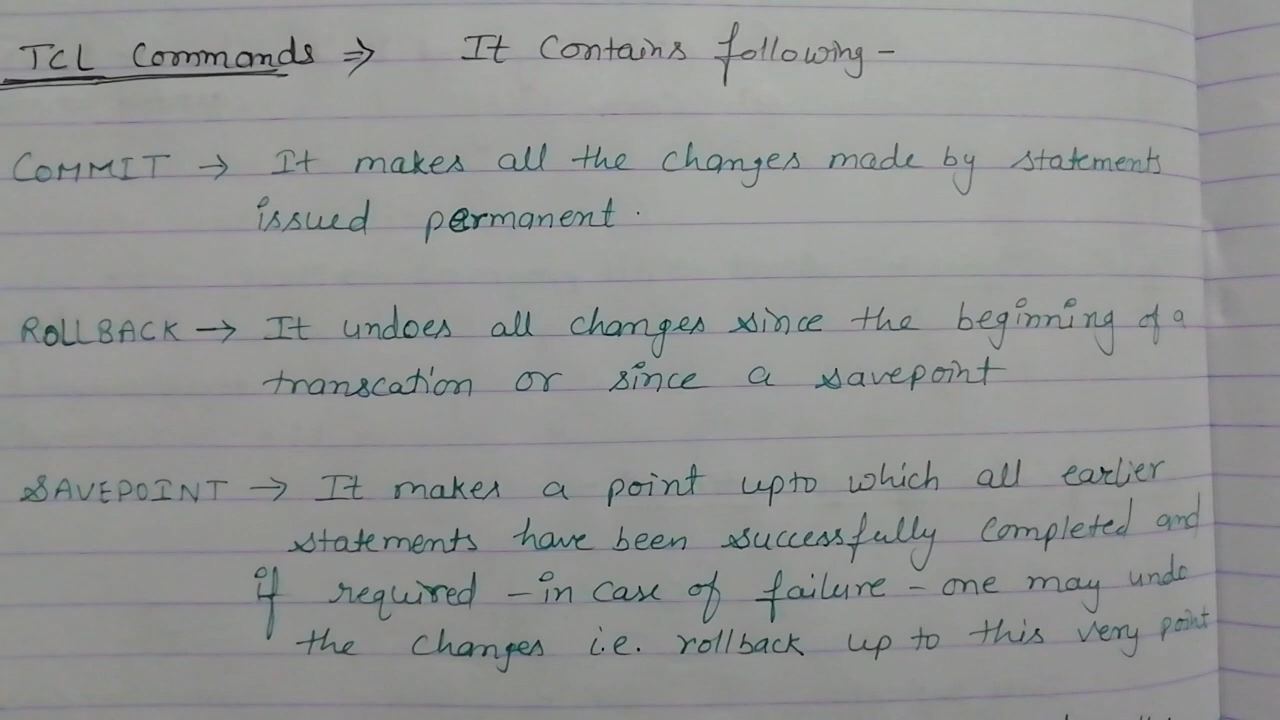 TCL Commands ⇒ It contains following -
COMMIT → It makes all the changes made by statements
issued permanent.
ROLLBACK → It undoes all changes since the beginning of a
transcation or since a savepoint
SAVEPOINT → It makes a point upto which all earlier
statements have been successfully completed and
if required - in case of failure - one may undo
the changes i.e. rollback up to this very point